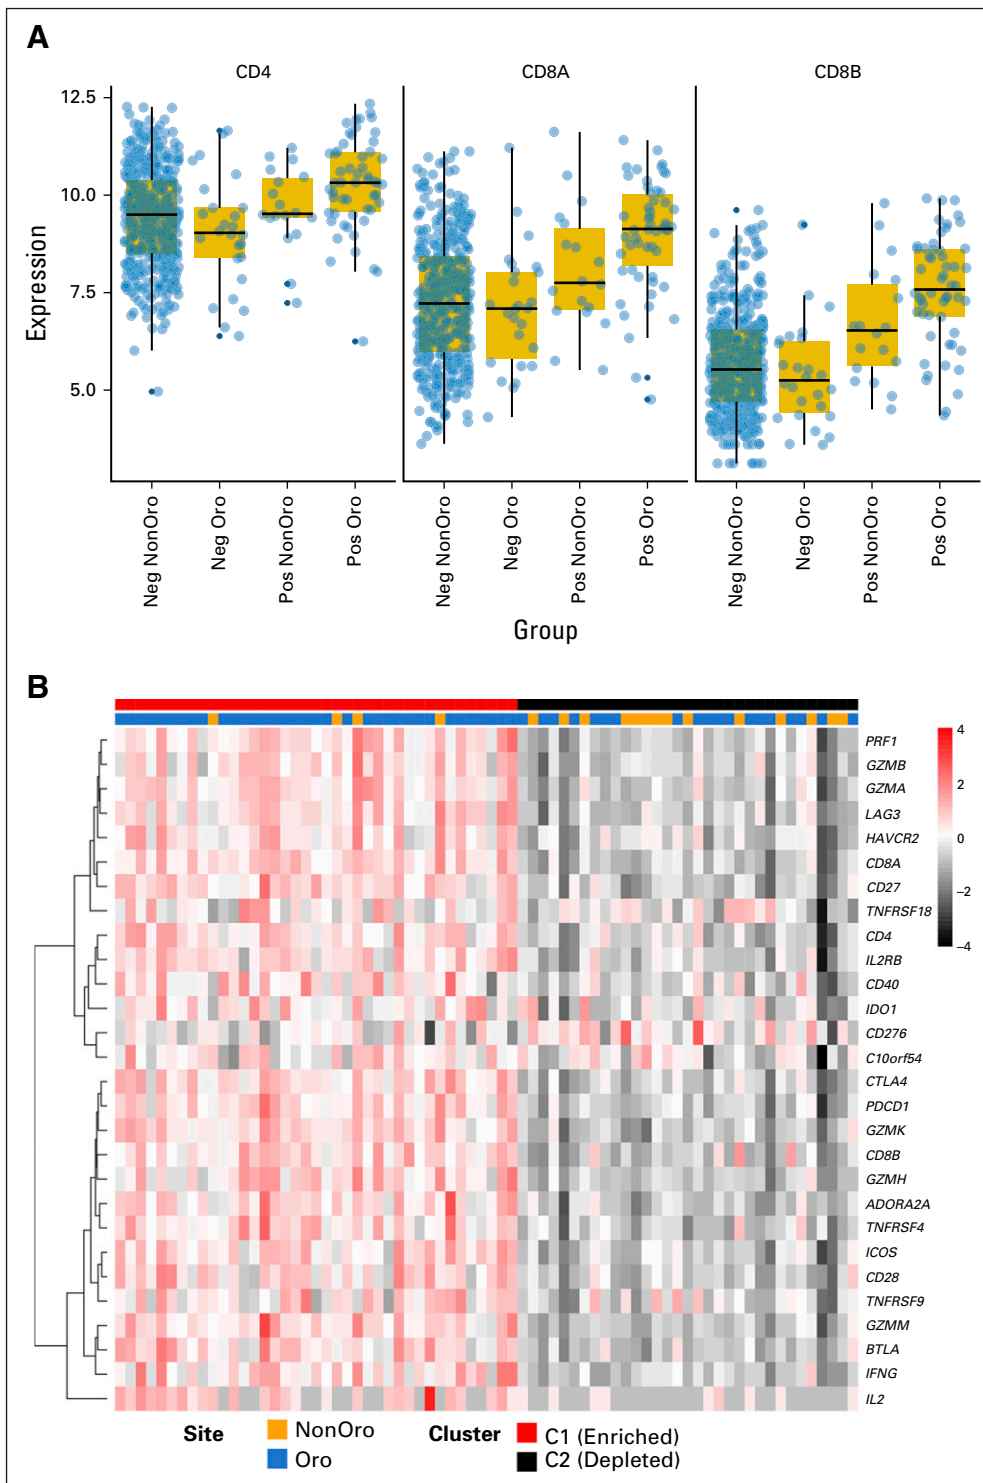 A
CD4 CD8A CD8B
12.5
10.0
7.5
5.0
Expression
Neg NonOro
Neg Oro
Pos NonOro
Pos Oro
Neg NonOro
Neg Oro
Pos NonOro
Pos Oro
Neg NonOro
Neg Oro
Pos NonOro
Pos Oro
Group
B
4
2
0
−2
−4
PRF1
GZMB
GZMA
LAG3
HAVCR2
CD8A
CD27
TNFRSF18
CD4
IL2RB
CD40
IDO1
CD276
C10orf54
CTLA4
PDCD1
GZMK
CD8B
GZMH
ADORA2A
TNFRSF4
ICOS
CD28
TNFRSF9
GZMM
BTLA
IFNG
IL2
Site
NonOro
Oro
Cluster
C1 (Enriched)
C2 (Depleted)